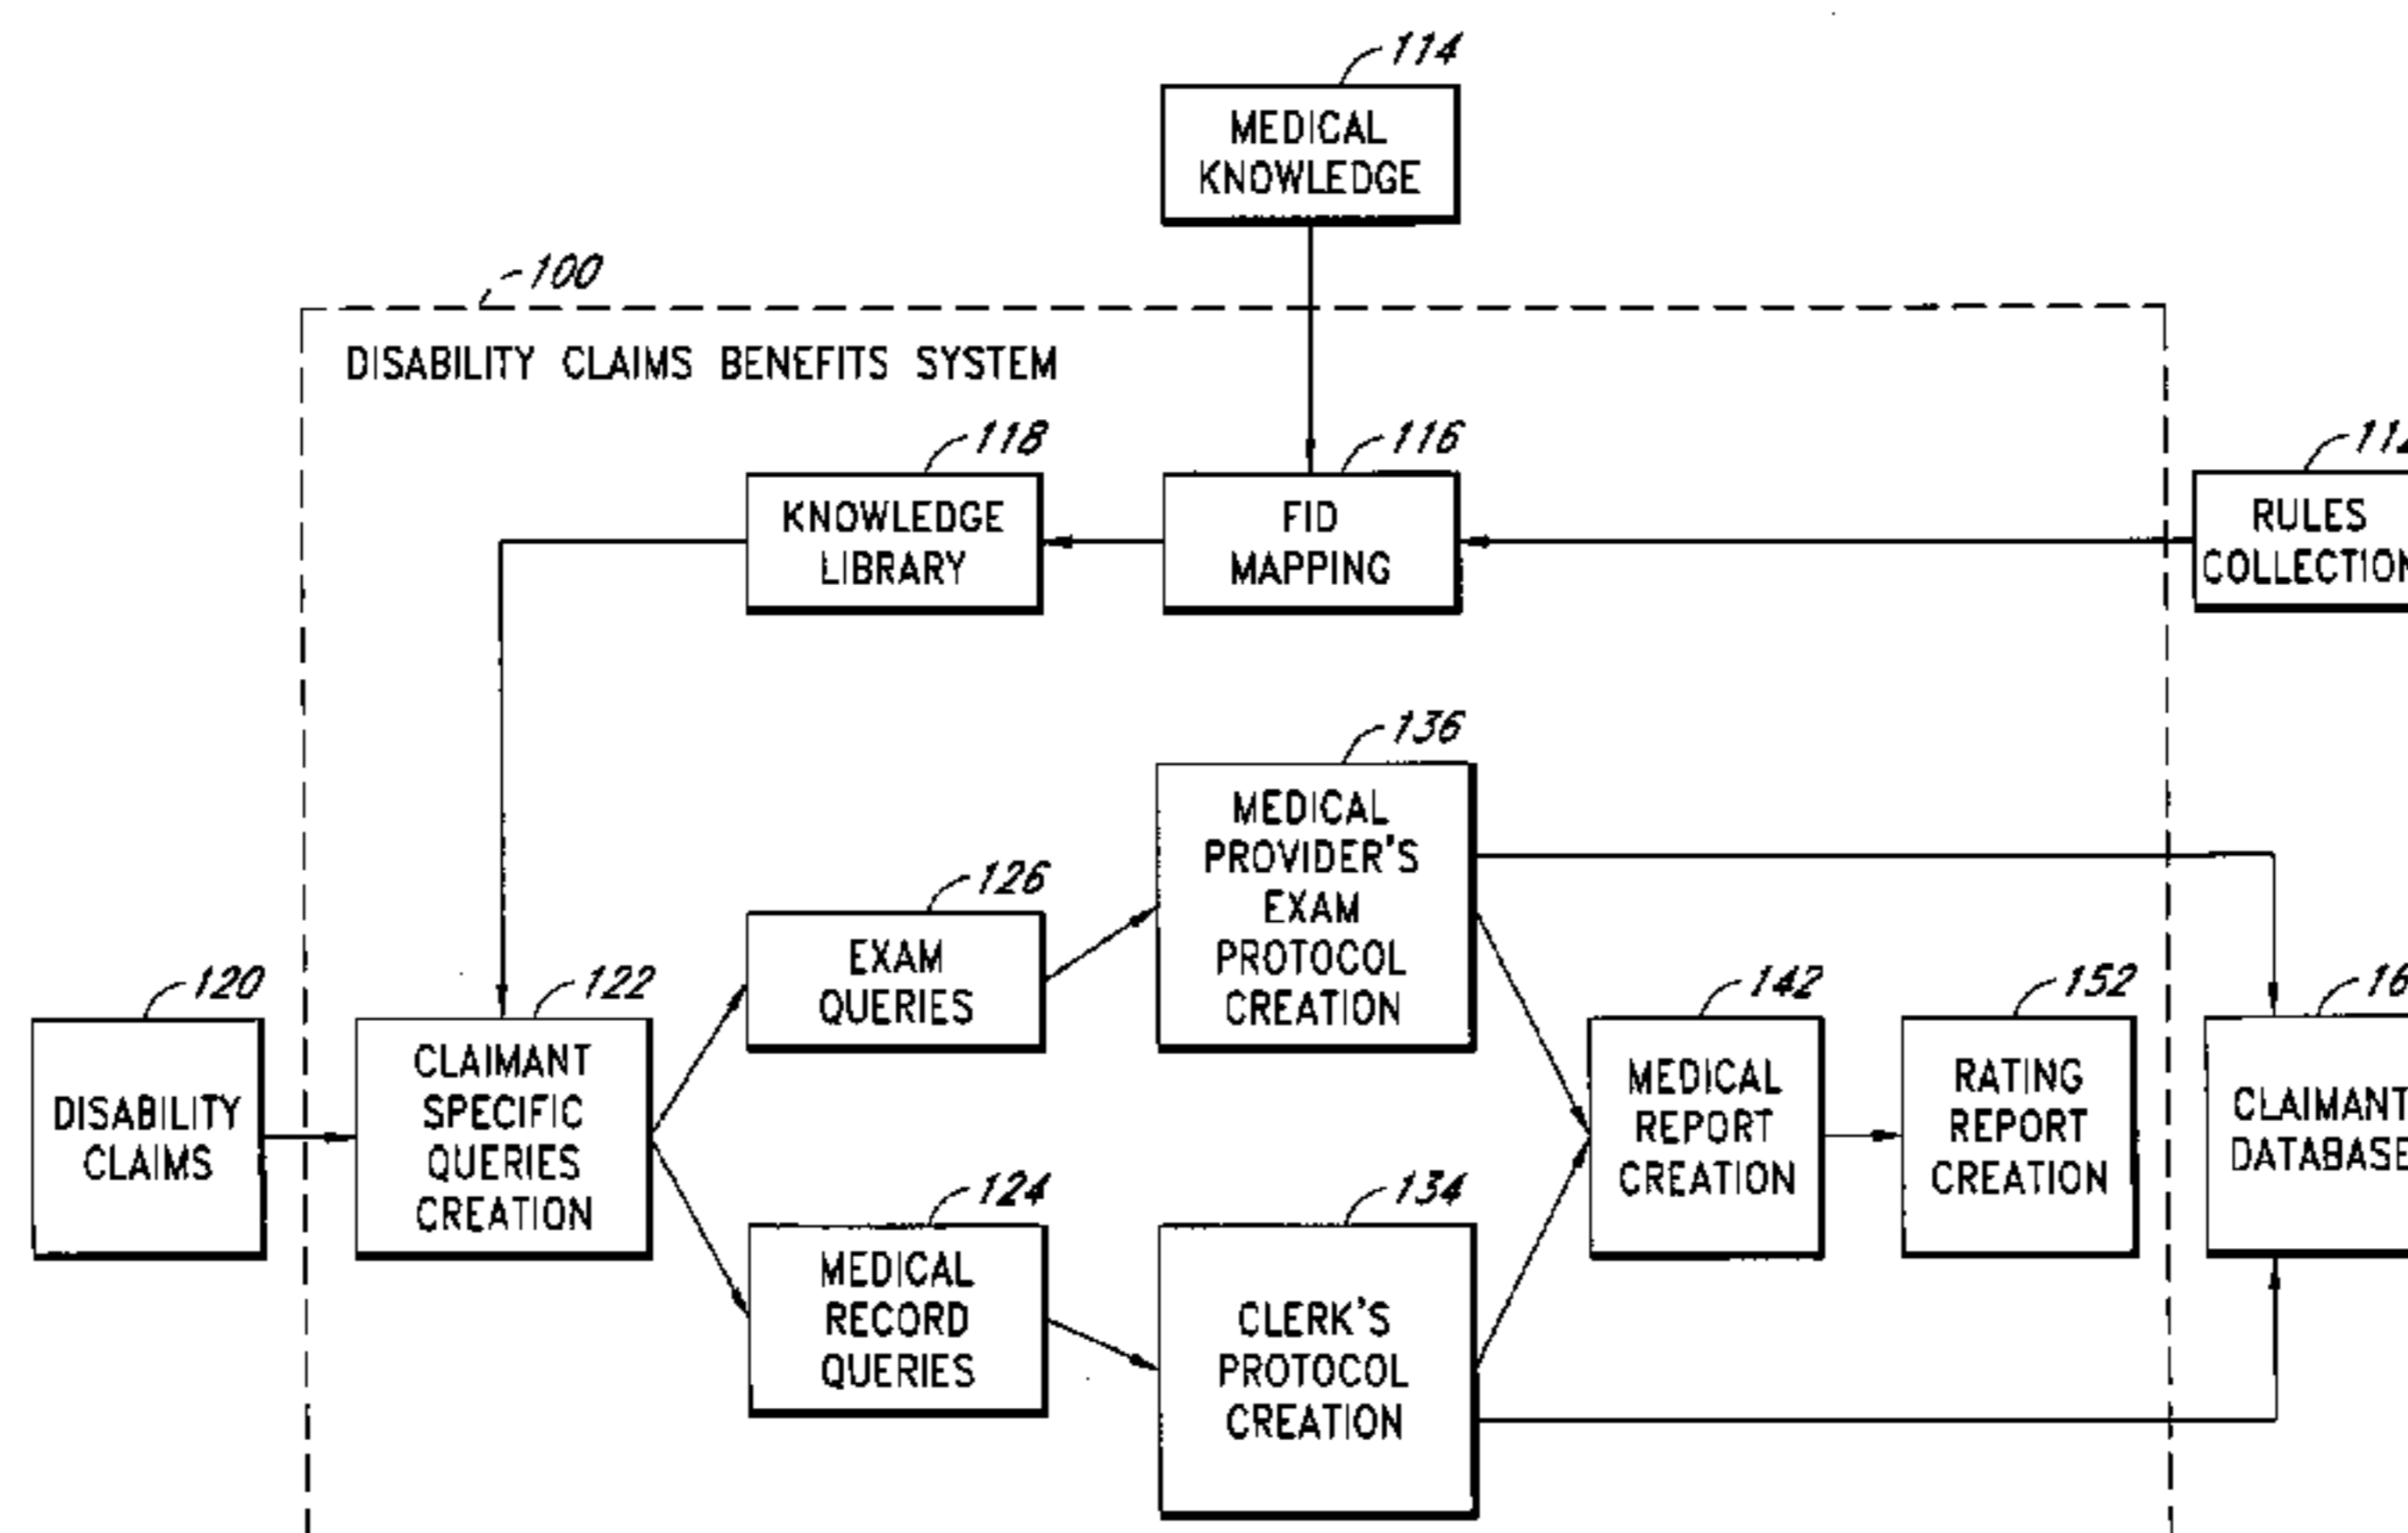 114
MEDICAL
KNOWLEDGE
100
DISABILITY CLAIMS BENEFITS SYSTEM
118
116
KNOWLEDGE
LIBRARY
FID
MAPPING
RULES
COLLECTION
136
MEDICAL
PROVIDER'S
EXAM
PROTOCOL
CREATION
126
EXAM
QUERIES
120
DISABILITY
CLAIMS
122
CLAIMANT
SPECIFIC
QUERIES
CREATION
142
MEDICAL
REPORT
CREATION
152
RATING
REPORT
CREATION
CLAIMANT
DATABASE
124
MEDICAL
RECORD
QUERIES
134
CLERK'S
PROTOCOL
CREATION